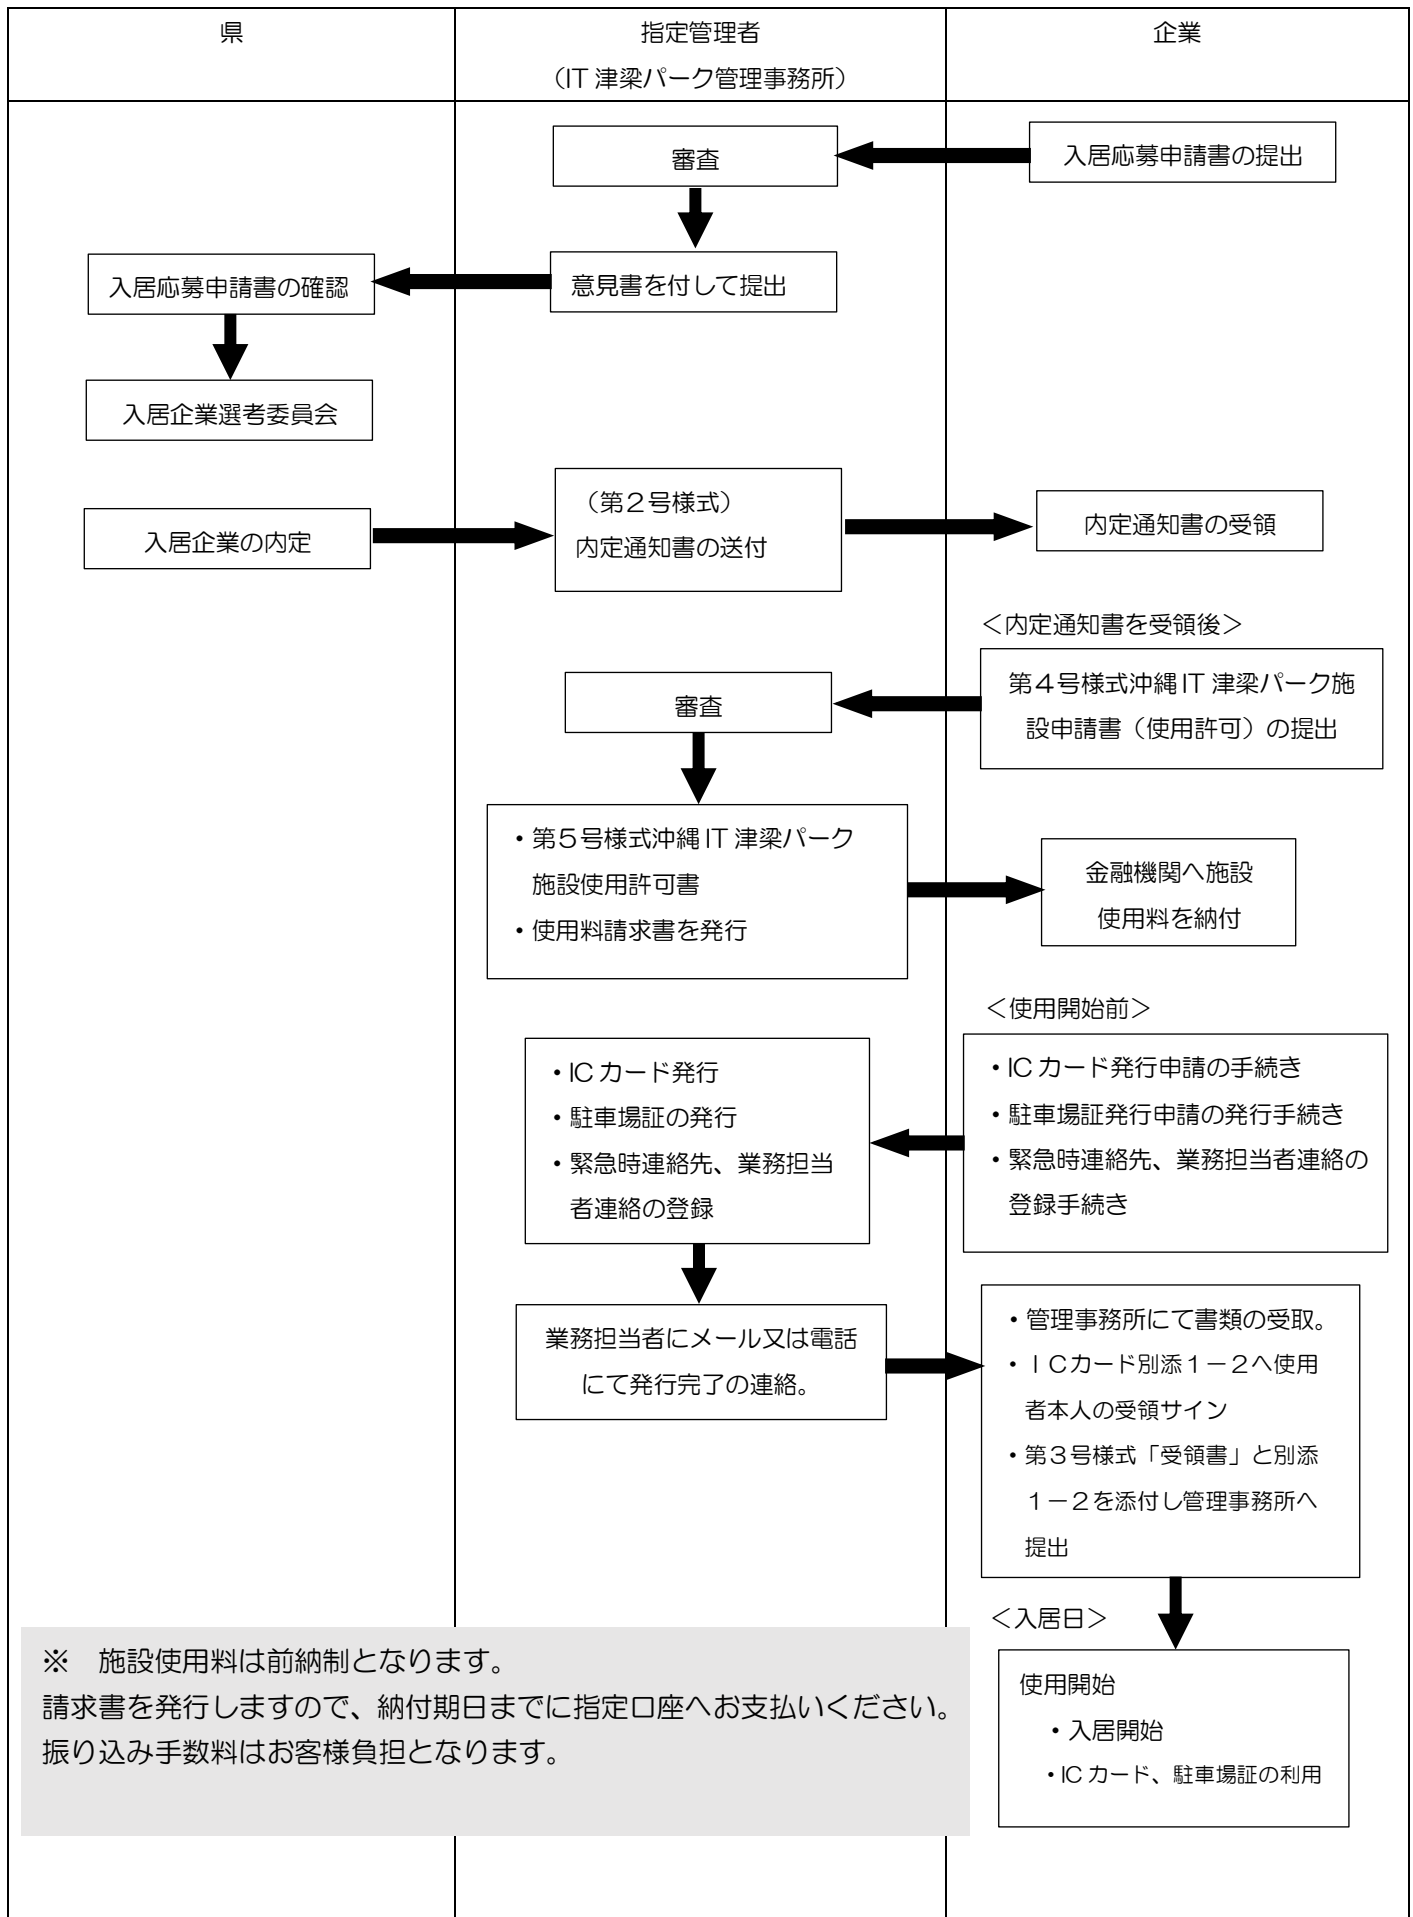 県
指定管理者
（IT 津梁パーク管理事務所）
企業
入居応募申請書の提出
審査
意見書を付して提出
入居応募申請書の確認
入居企業選考委員会
入居企業の内定
（第２号様式）
内定通知書の送付
内定通知書の受領
＜内定通知書を受領後＞
第４号様式沖縄 IT 津梁パーク施
設申請書（使用許可）の提出
審査
・第５号様式沖縄 IT 津梁パーク
施設使用許可書
・使用料請求書を発行
金融機関へ施設
使用料を納付
＜使用開始前＞
・IC カード発行申請の手続き
・駐車場証発行申請の発行手続き
・緊急時連絡先、業務担当者連絡の
登録手続き
・IC カード発行
・駐車場証の発行
・緊急時連絡先、業務担当
者連絡の登録
業務担当者にメール又は電話
にて発行完了の連絡。
・管理事務所にて書類の受取。
・ＩＣカード別添１－２へ使用
者本人の受領サイン
・第３号様式「受領書」と別添
１－２を添付し管理事務所へ
提出
＜入居日＞
使用開始
・入居開始
・IC カード、駐車場証の利用
※　施設使用料は前納制となります。
請求書を発行しますので、納付期日までに指定口座へお支払いください。
振り込み手数料はお客様負担となります。